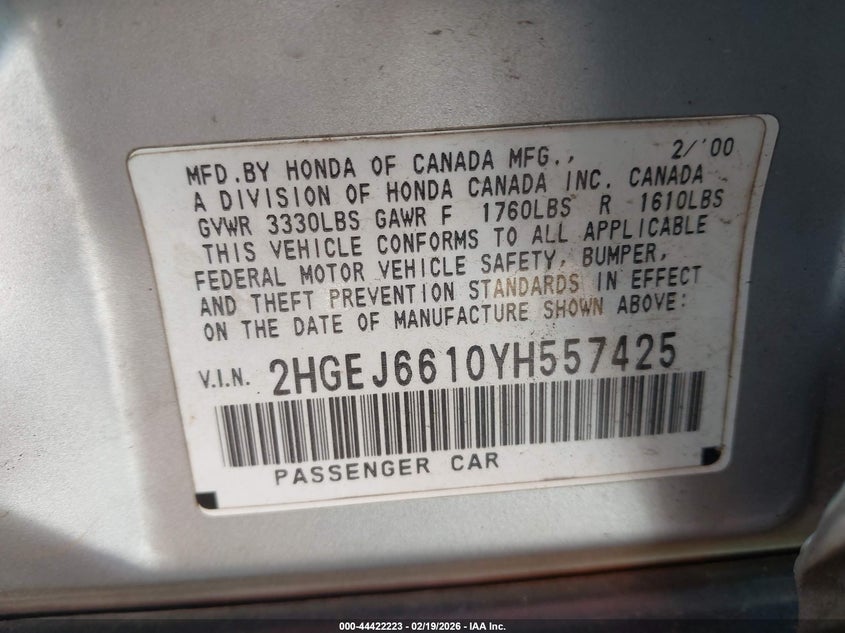 MFD.BY HONDA OF CANADA MFG., 2/'00
A DIVISION OF HONDA CANADA INC. CANADA
GVWR 3330LBS GAWR F 1760LBS R 1610LBS
THIS VEHICLE CONFORMS TO ALL APPLICABLE
FEDERAL MOTOR VEHICLE SAFETY, BUMPER,
AND THEFT PREVENTION STANDARDS IN EFFECT
ON THE DATE OF MANUFACTURE SHOWN ABOVE:
V.I.N. 2HGEJ6610YH557425
PASSENGER CAR
000-44422223 - 02/19/2026 - IAA Inc.